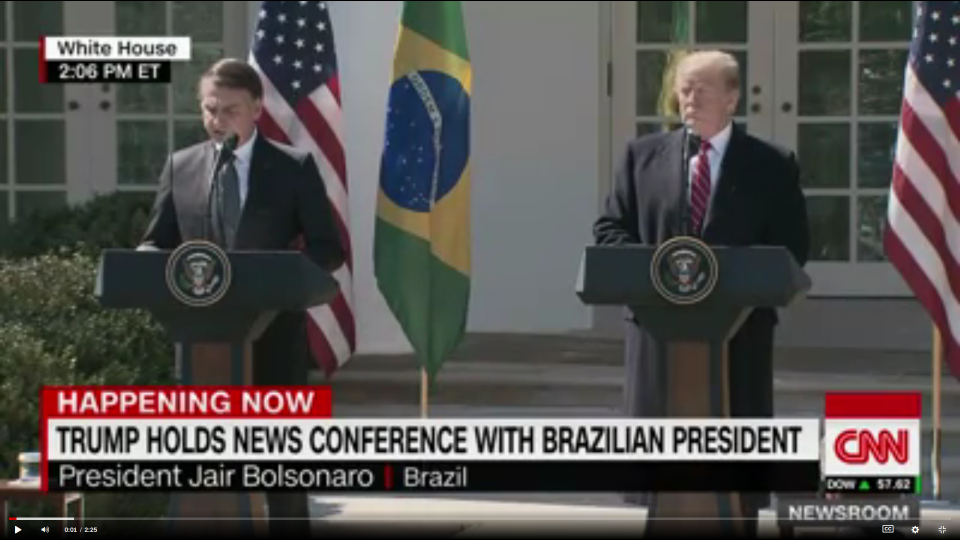 White House
2:06 PM ET
HAPPENING NOW
TRUMP HOLDS NEWS CONFERENCE WITH BRAZILIAN PRESIDENT
President Jair Bolsonaro | Brazil
CNN
DOW ▲ 57.62
NEWSROOM
0:01 / 2:25